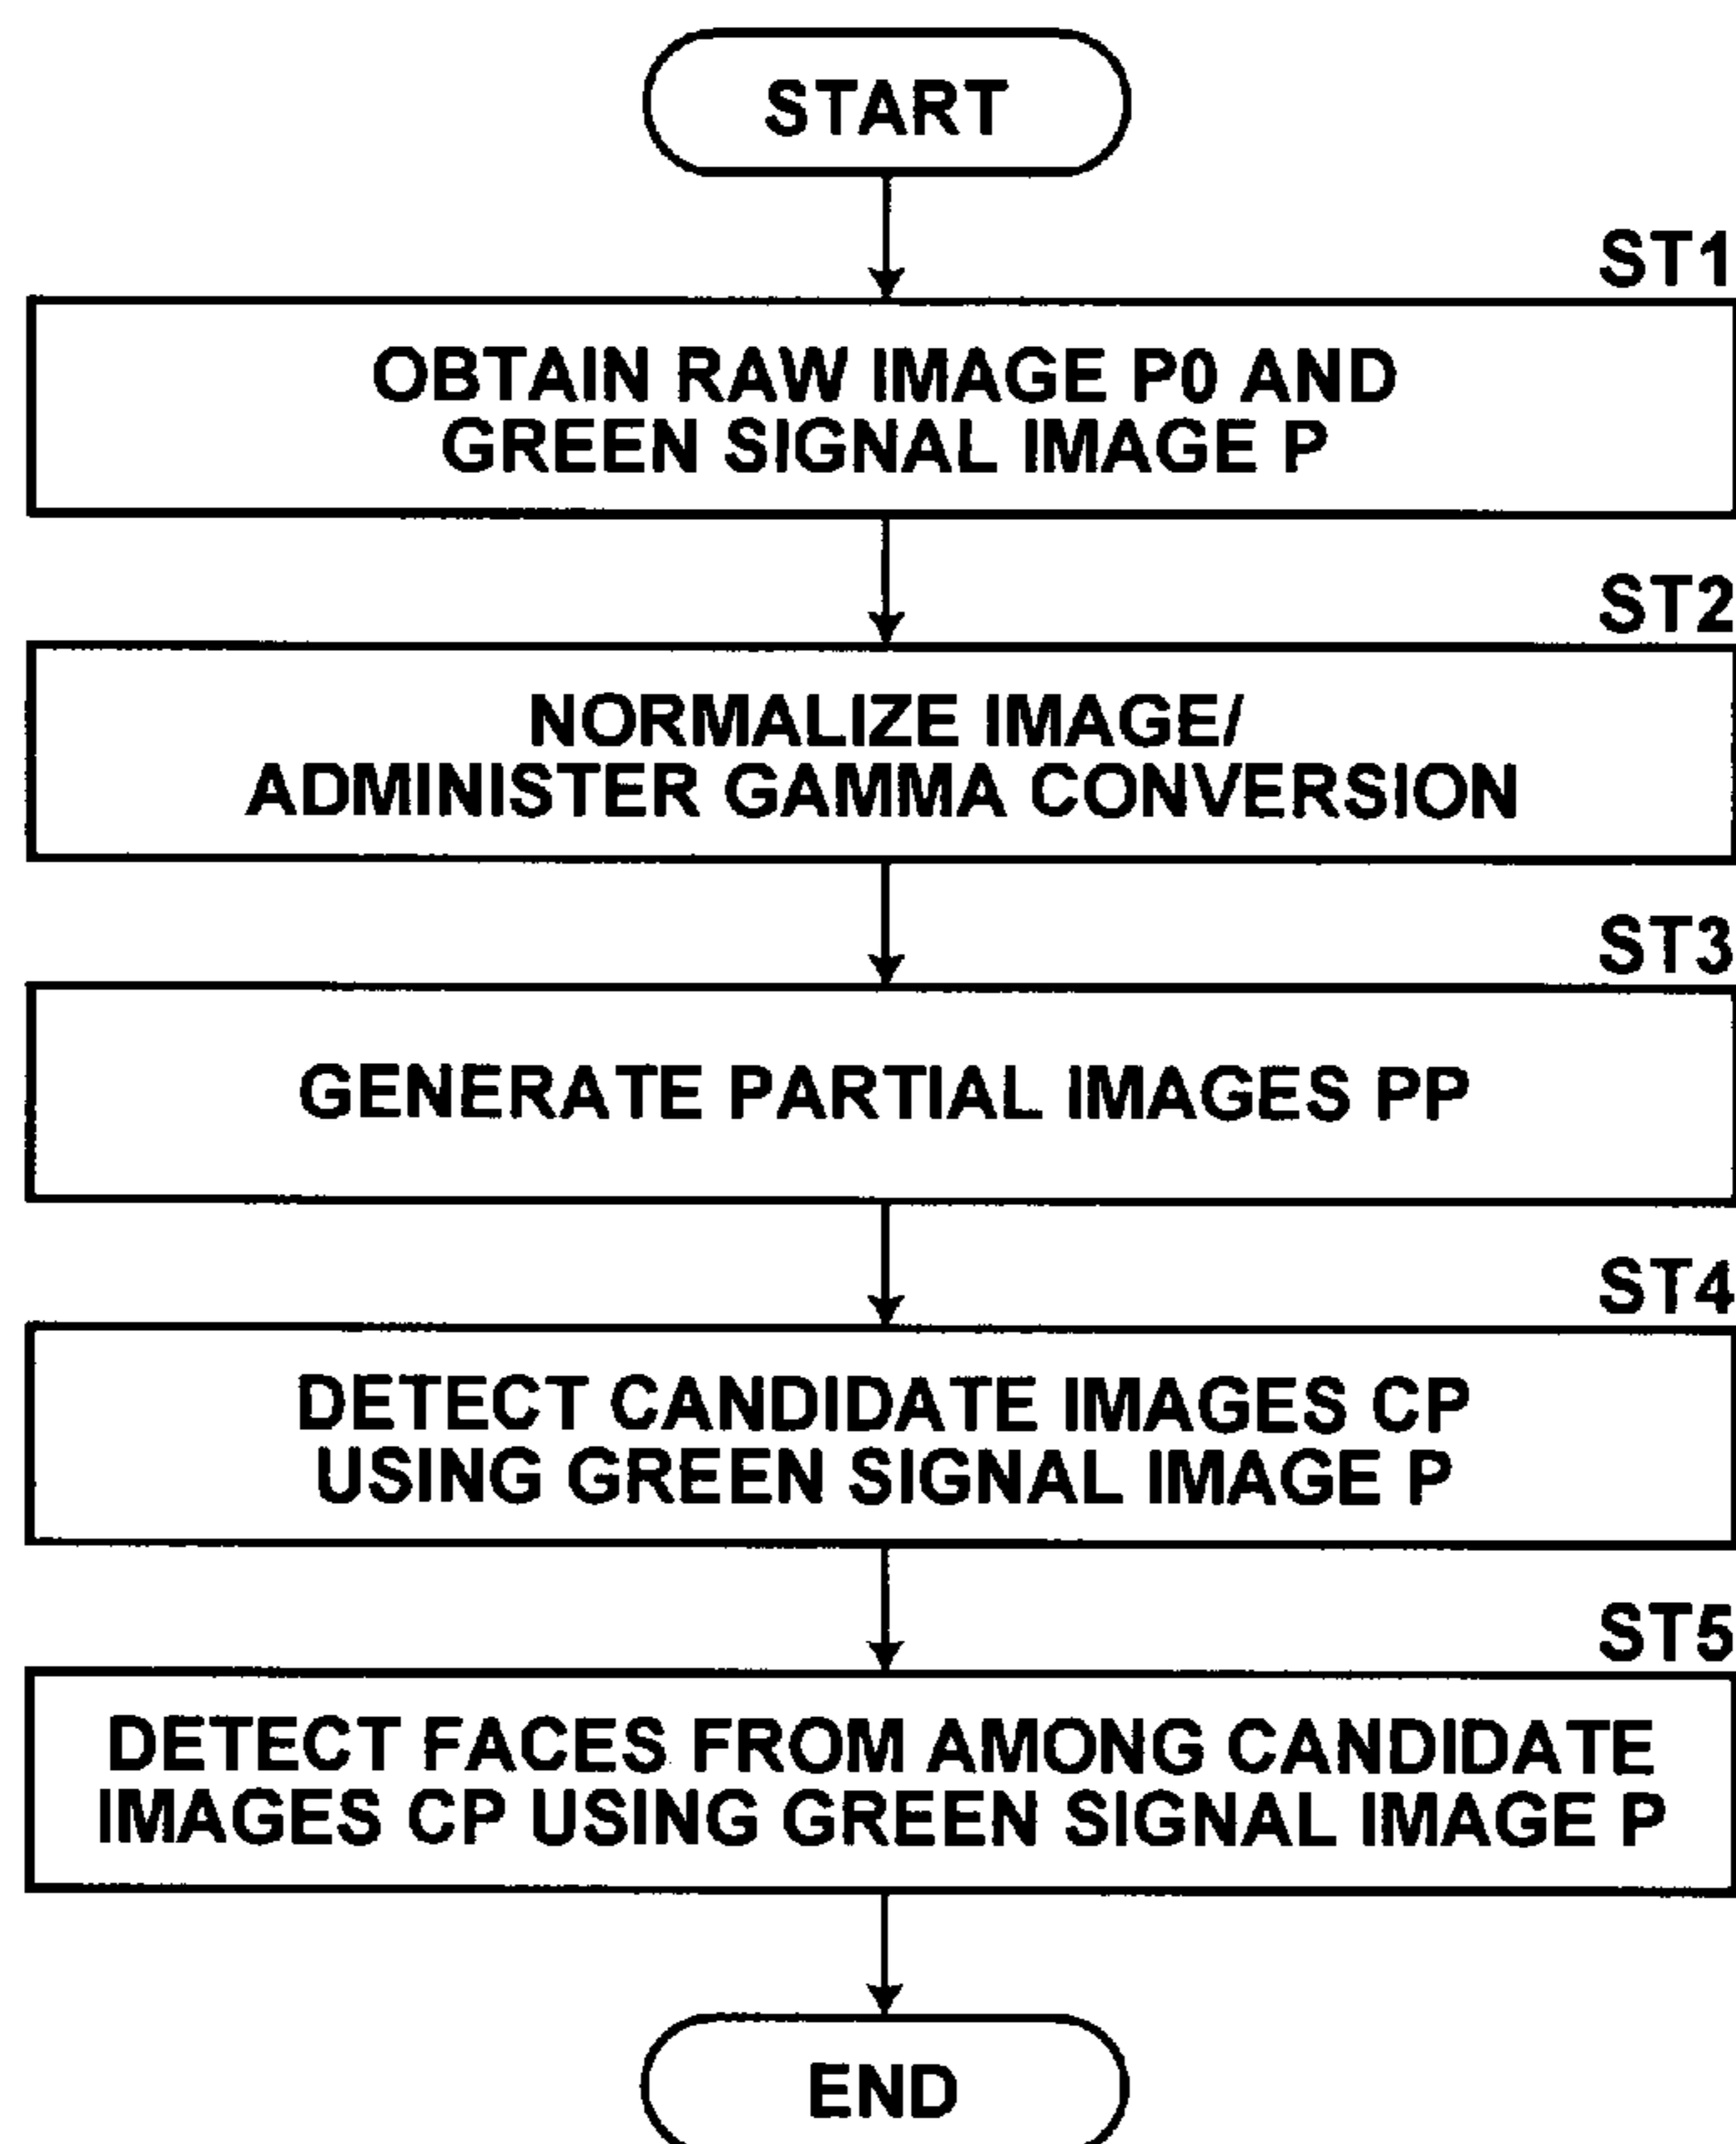 START
ST1
OBTAIN RAW IMAGE P0 AND
GREEN SIGNAL IMAGE P
ST2
NORMALIZE IMAGE/
ADMINISTER GAMMA CONVERSION
ST3
GENERATE PARTIAL IMAGES PP
ST4
DETECT CANDIDATE IMAGES CP
USING GREEN SIGNAL IMAGE P
ST5
DETECT FACES FROM AMONG CANDIDATE
IMAGES CP USING GREEN SIGNAL IMAGE P
END